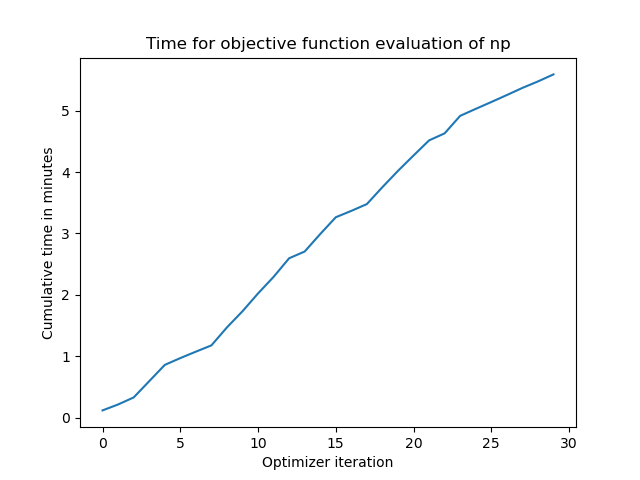 Time for objective function evaluation of np
Cumulative time in minutes
5
4
3
2
1
0
0 5 10 15 20 25 30
Optimizer iteration